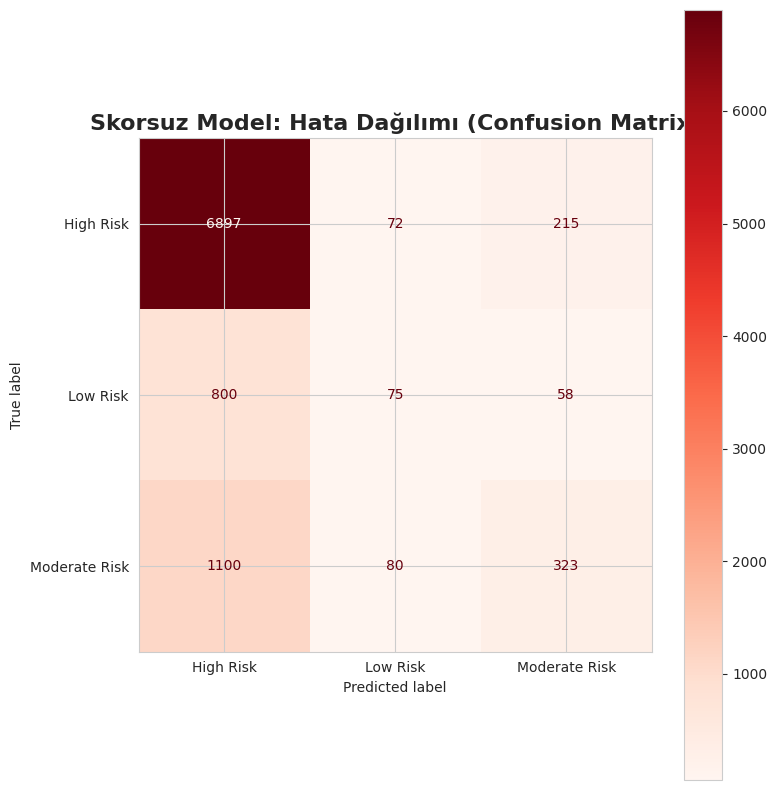 Skorsuz Model: Hata Dağılımı (Confusion Matrix
6000
High Risk 6897 72 215
5000
4000
True label
Low Risk 800 75 58
3000
2000
Moderate Risk 1100 80 323
1000
High Risk Low Risk Moderate Risk
Predicted label